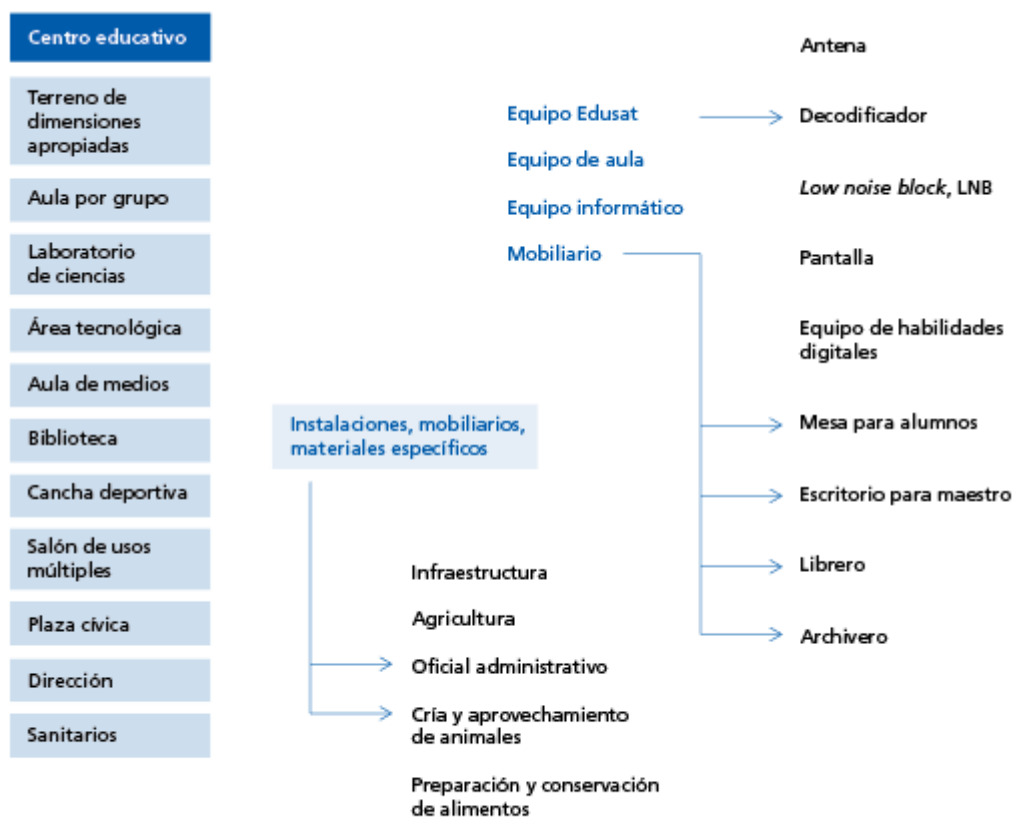 Centro educativo
Terreno de
dimensiones
apropiadas
Aula por grupo
Laboratorio
de ciencias
Área tecnológica
Aula de medios
Biblioteca
Cancha deportiva
Salón de usos
múltiples
Plaza cívica
Dirección
Sanitarios
Instalaciones, mobiliarios,
materiales específicos
Infraestructura
Agricultura
Oficial administrativo
Cría y aprovechamiento
de animales
Preparación y conservación
de alimentos
Equipo Edusat
Equipo de aula
Equipo informático
Mobiliario
Antena
Decodificador
Low noise block, LNB
Pantalla
Equipo de habilidades
digitales
Mesa para alumnos
Escritorio para maestro
Librero
Archivero